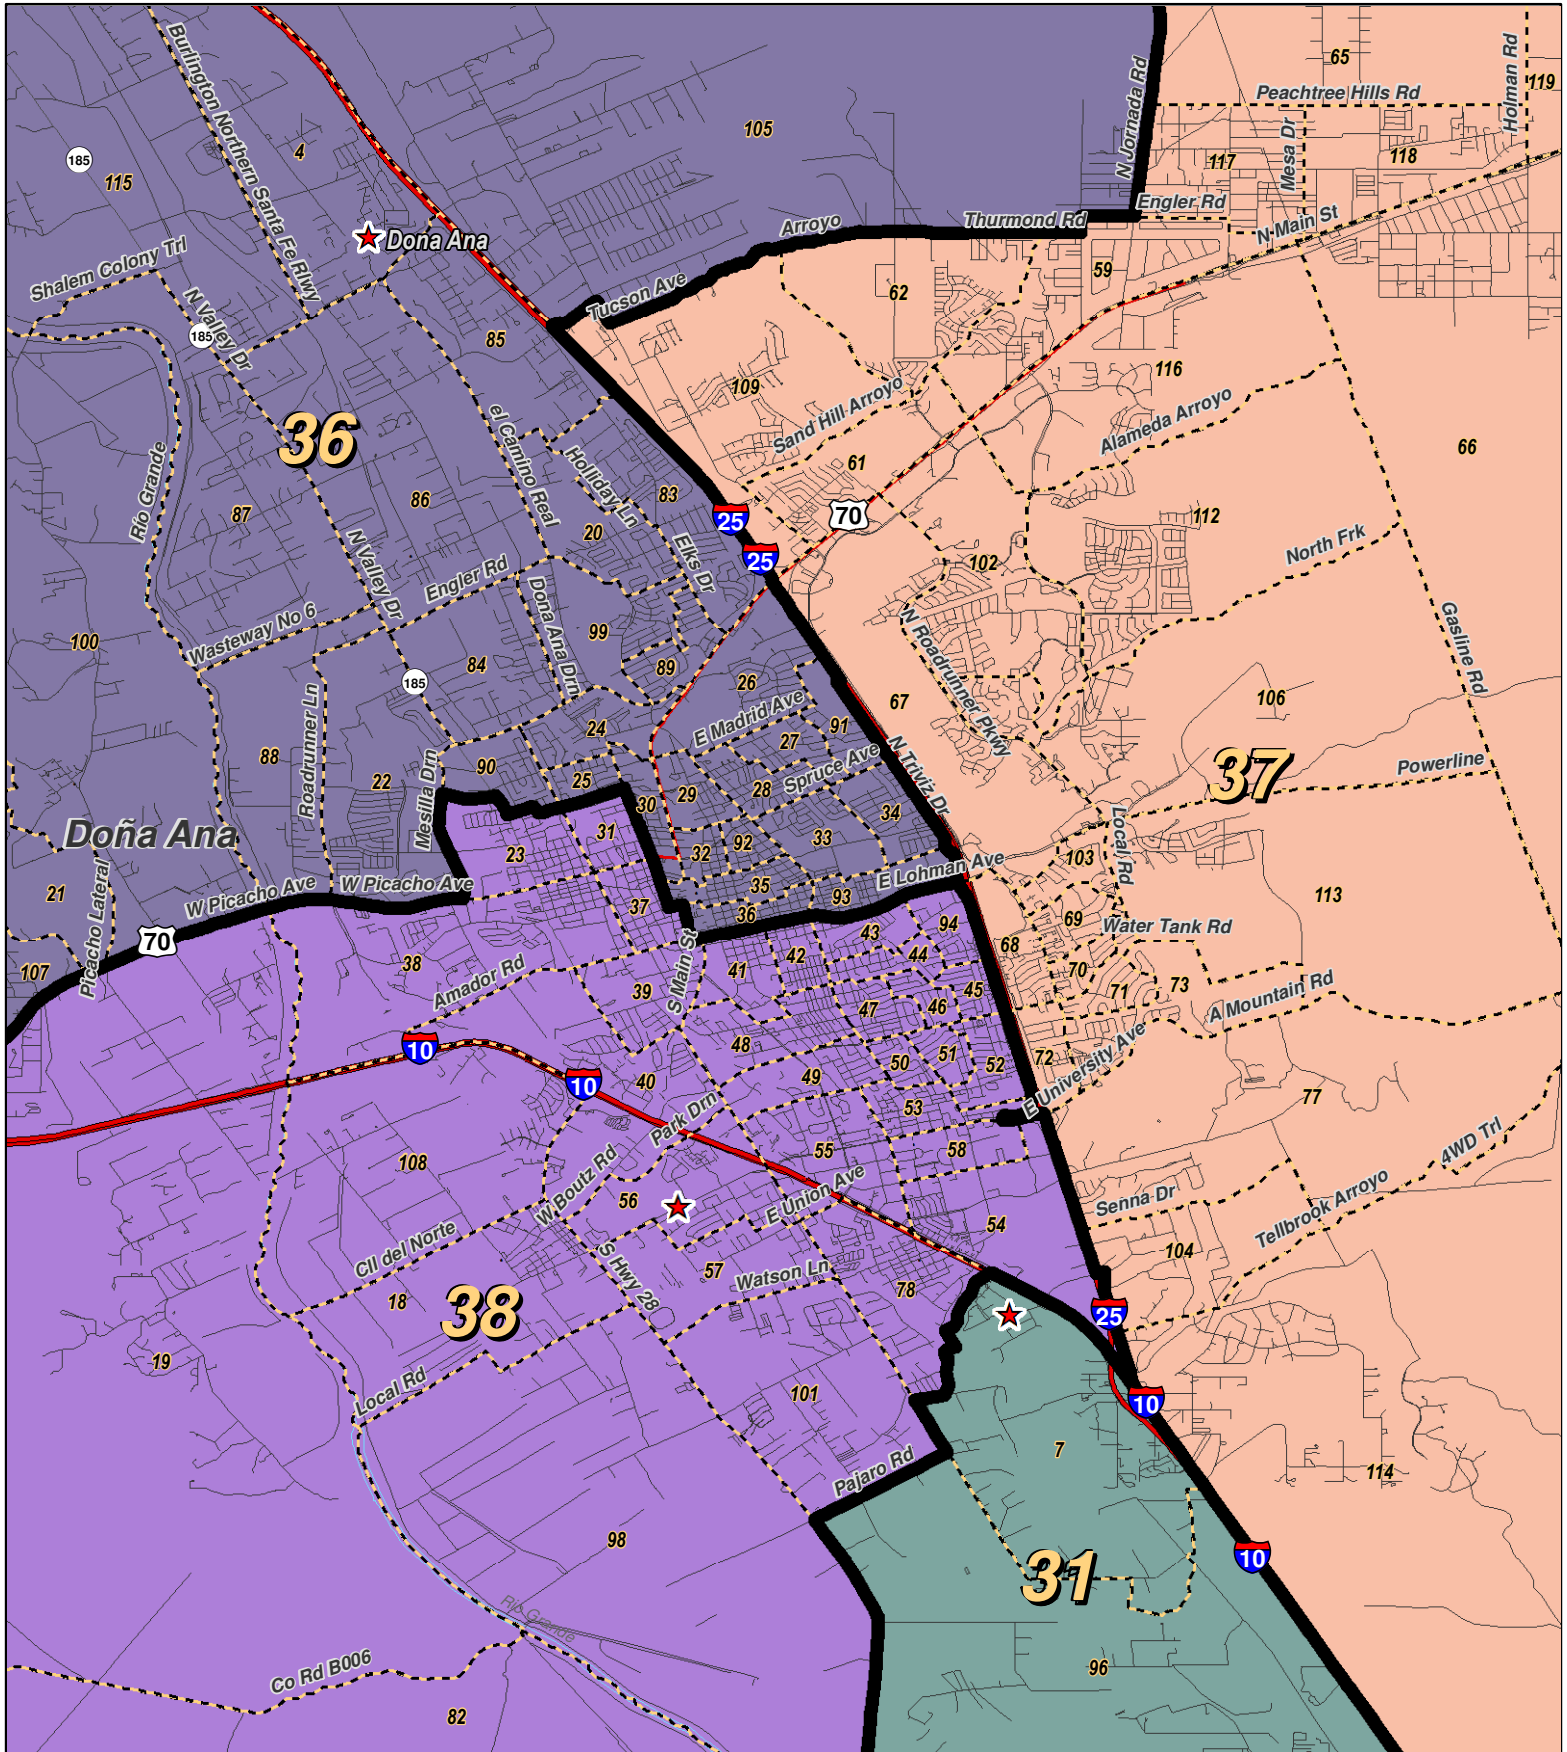 65
Holman Rd
119
Peachtree Hills Rd
N Jornada Rd
Mesa Dr
118
117
Burlington Northern Santa Fe Rlwy
105
4
185
115
Engler Rd
N Main St
Thurmond Rd
Arroyo
Doña Ana
Shalem Colony Trl
59
62
Tucson Ave
N Valley Dr
185
85
116
109
Sand Hill Arroyo
Alameda Arroyo
36
el Camino Real
66
61
Holliday Ln
Río Grande
83
86
87
25
70
112
20
North Frk
N Valley Dr
25
Elks Dr
102
Engler Rd
Doña Ana Drn
Wasteway No 6
100
99
N Roadrunner Pkwy
Gasline Rd
84
89
26
185
67
106
E Madrid Ave
91
24
27
N Triviz Dr
88
Roadrunner Ln
22
Mesilla Drn
90
25
Spruce Ave
37
Powerline
28
29
30
34
Doña Ana
31
33
Local Rd
92
32
23
103
E Lohman Ave
35
W Picacho Ave
W Picacho Ave
21
Picacho Lateral
93
113
37
36
69
94
Water Tank Rd
70
43
68
38
42
44
107
41
70
Amador Rd
S Main St
39
45
71
73
A Mountain Rd
47
46
10
48
51
50
52
72
E University Ave
10
40
49
77
Park Drn
53
4WD Trl
55
58
108
W Boutz Rd
56
E Union Ave
Senna Dr
Tellbrook Arroyo
Cll del Norte
S Hwy 28
54
104
57
Watson Ln
78
18
38
25
19
Local Rd
101
10
7
114
Pajaro Rd
98
10
31
Rio Grande
Co Rd B006
96
82